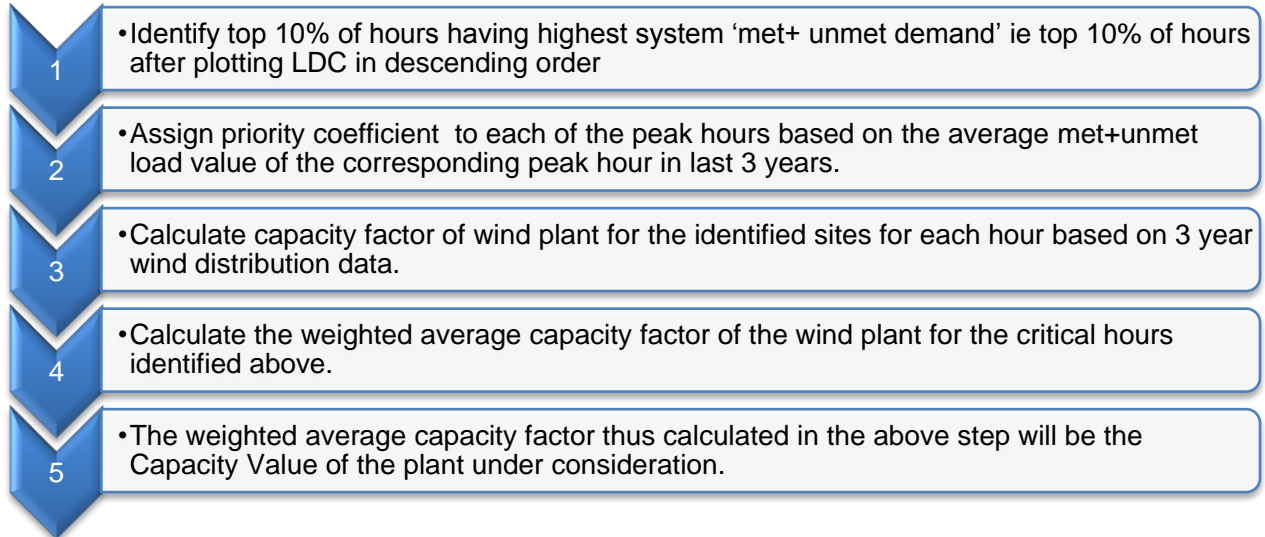 1
•Identify top 10% of hours having highest system ‘met+ unmet demand’ ie top 10% of hours
after plotting LDC in descending order
2
•Assign priority coefficient  to each of the peak hours based on the average met+unmet
load value of the corresponding peak hour in last 3 years.
3
•Calculate capacity factor of wind plant for the identified sites for each hour based on 3 year
wind distribution data.
4
•Calculate the weighted average capacity factor of the wind plant for the critical hours
identified above.
5
•The weighted average capacity factor thus calculated in the above step will be the
Capacity Value of the plant under consideration.